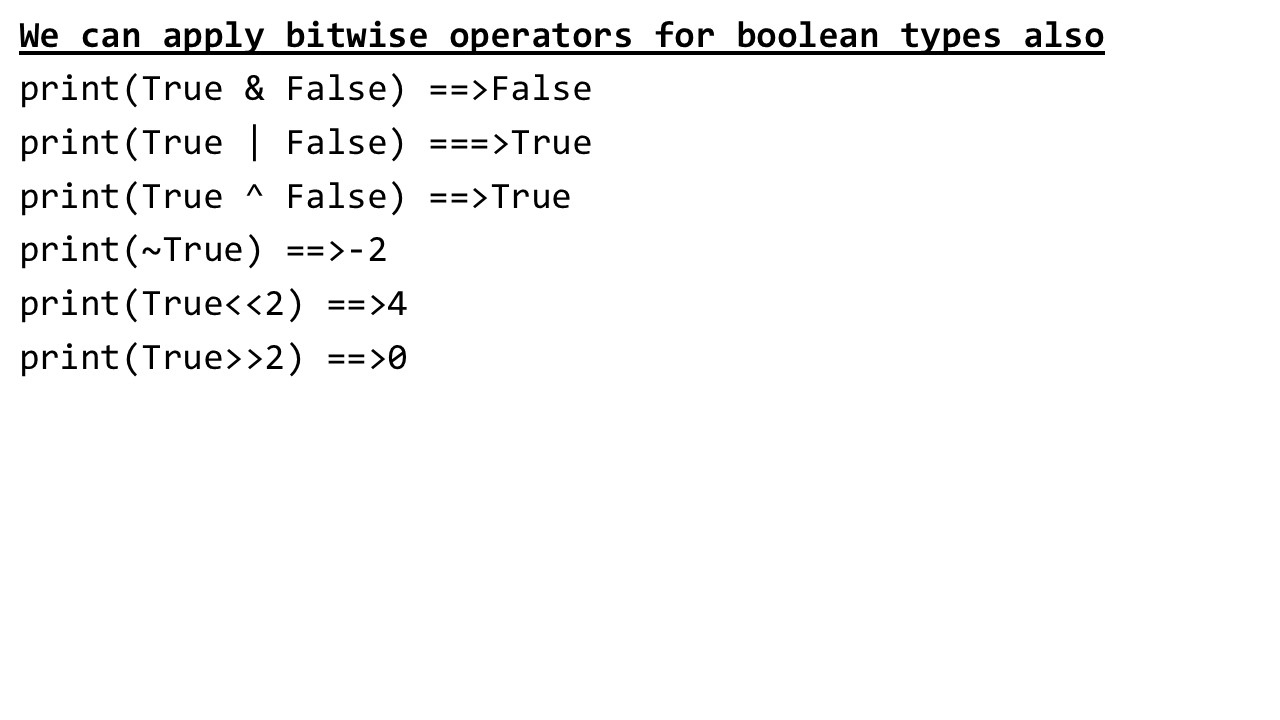 We can apply bitwise operators for boolean types also
print(True & False) ==>False
print(True | False) ===>True
print(True ^ False) ==>True
print(~True) ==>-2
print(True<<2) ==>4
print(True>>2) ==>0